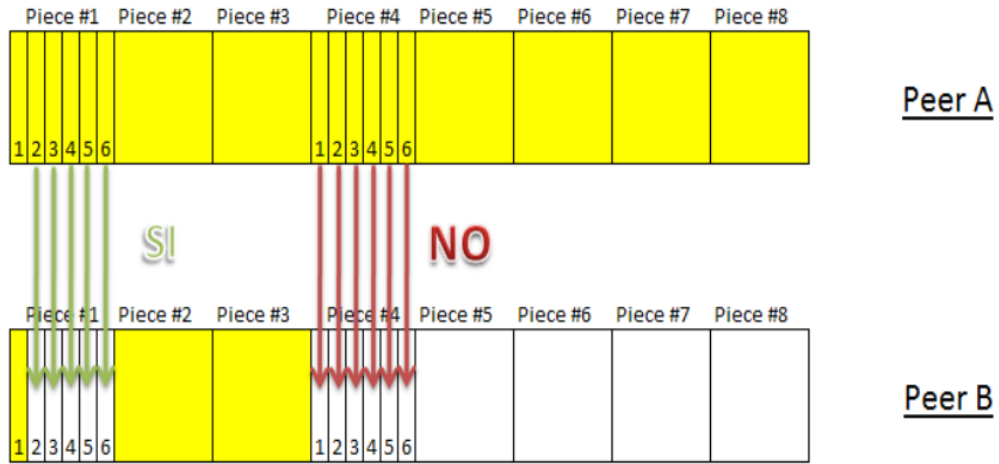 Piece #1 Piece #2 Piece #3 Piece #4 Piece #5 Piece #6 Piece #7 Piece #8
Peer A
1 2 3 4 5 6 1 2 3 4 5 6
SI NO
Piece #1 Piece #2 Piece #3 Piece #4 Piece #5 Piece #6 Piece #7 Piece #8
Peer B
1 2 3 4 5 6 1 2 3 4 5 6